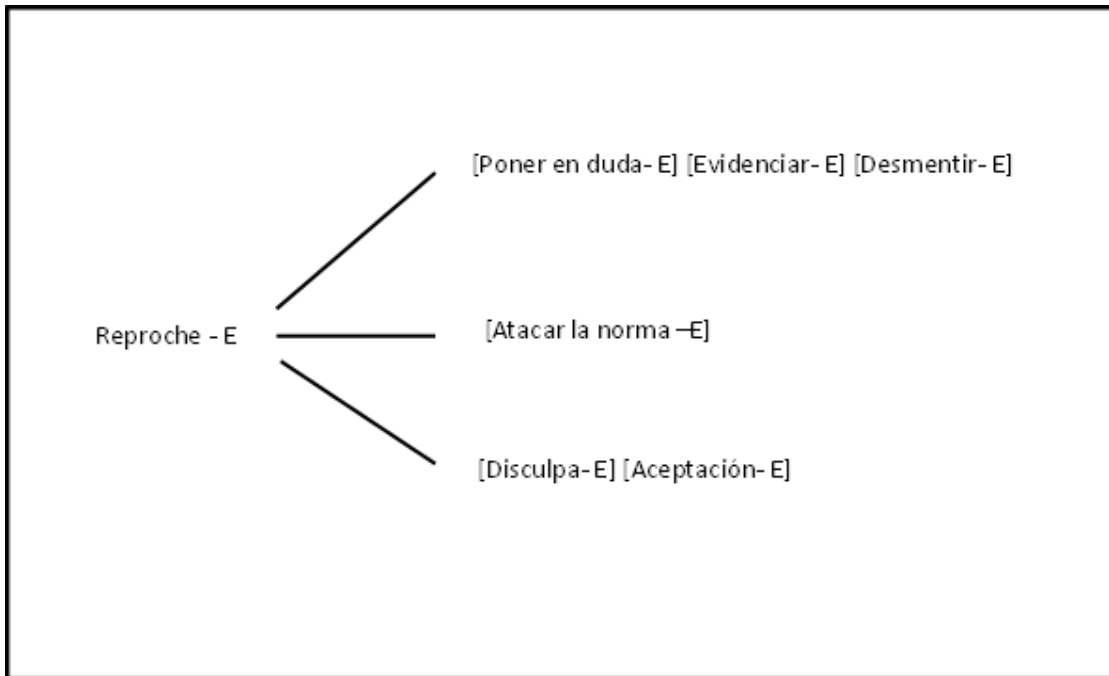 [Poner en duda- E] [Evidenciar- E] [Desmentir- E]
Reproche - E
[Atacar la norma –E]
[Disculpa- E] [Aceptación- E]